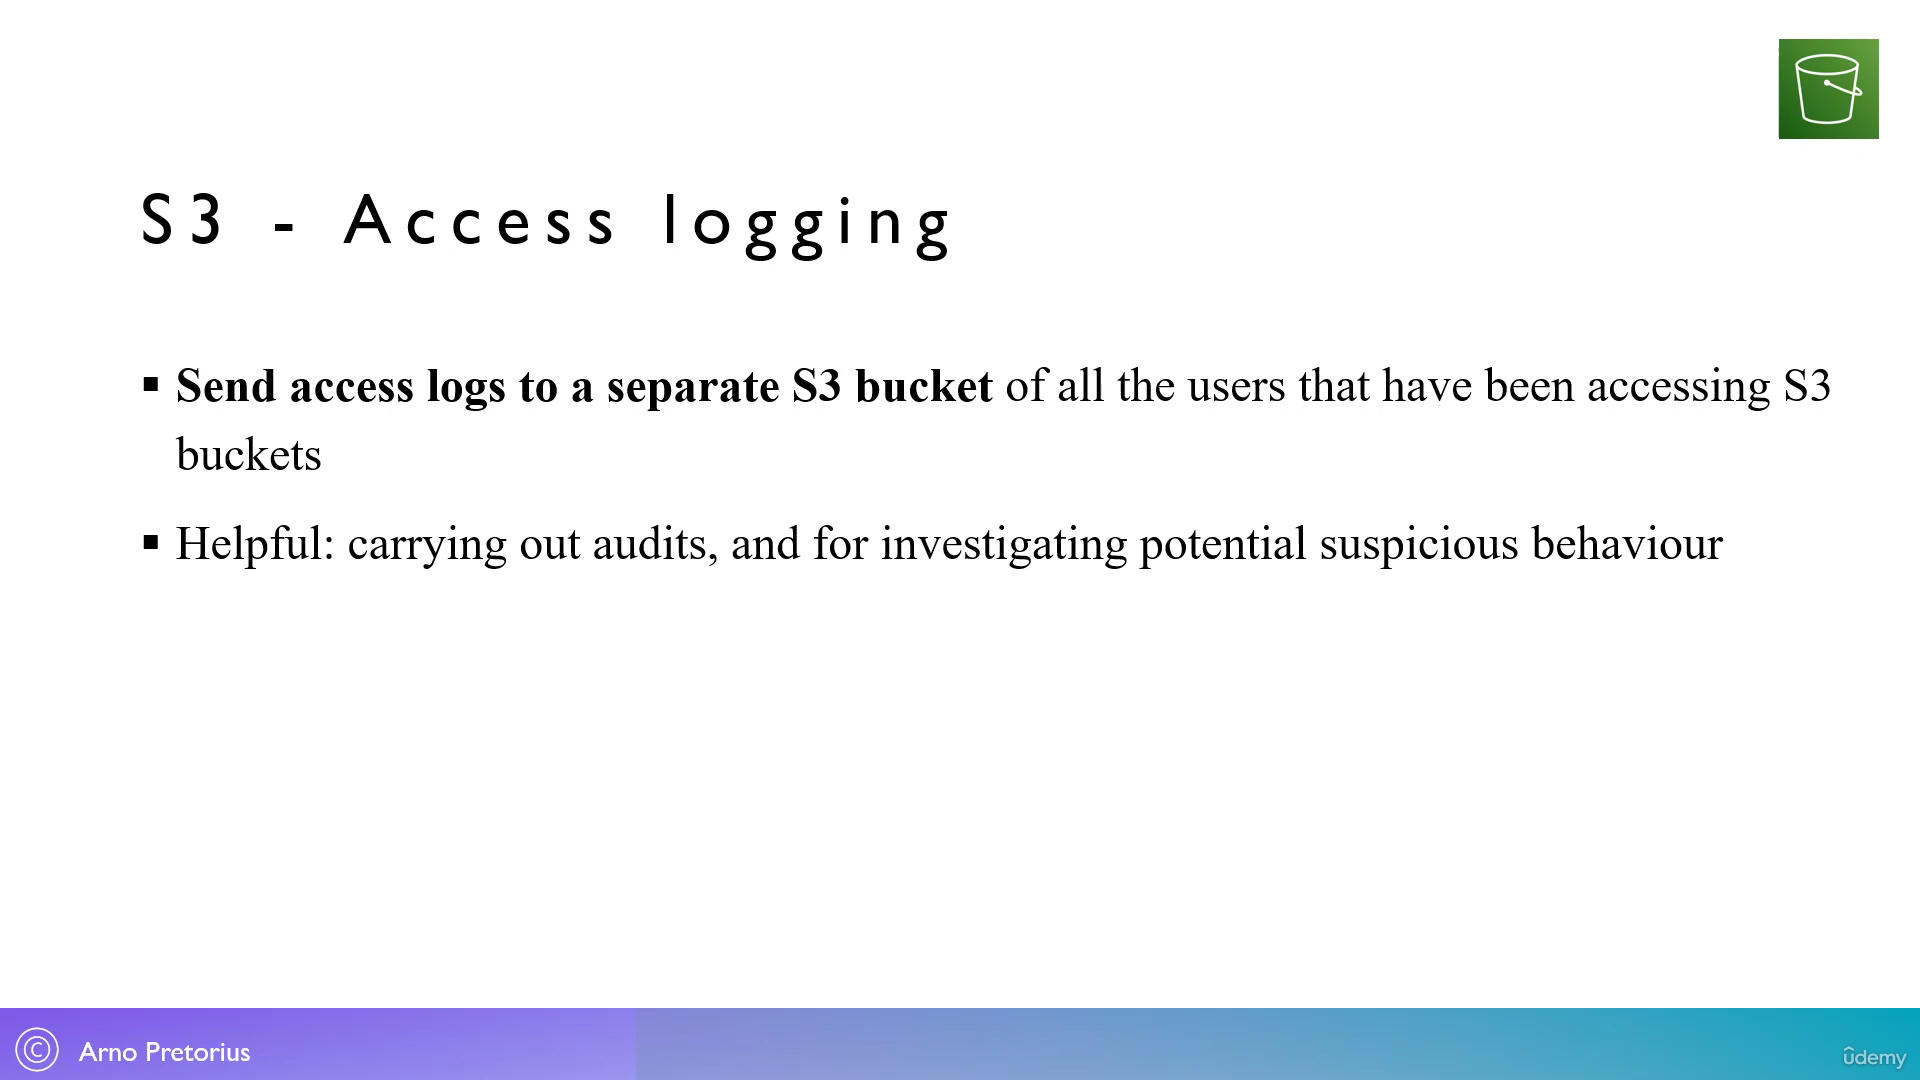 S3 - Access logging
▪ Send access logs to a separate S3 bucket of all the users that have been accessing S3
buckets
▪ Helpful: carrying out audits, and for investigating potential suspicious behaviour
© Arno Pretorius
ûdemy